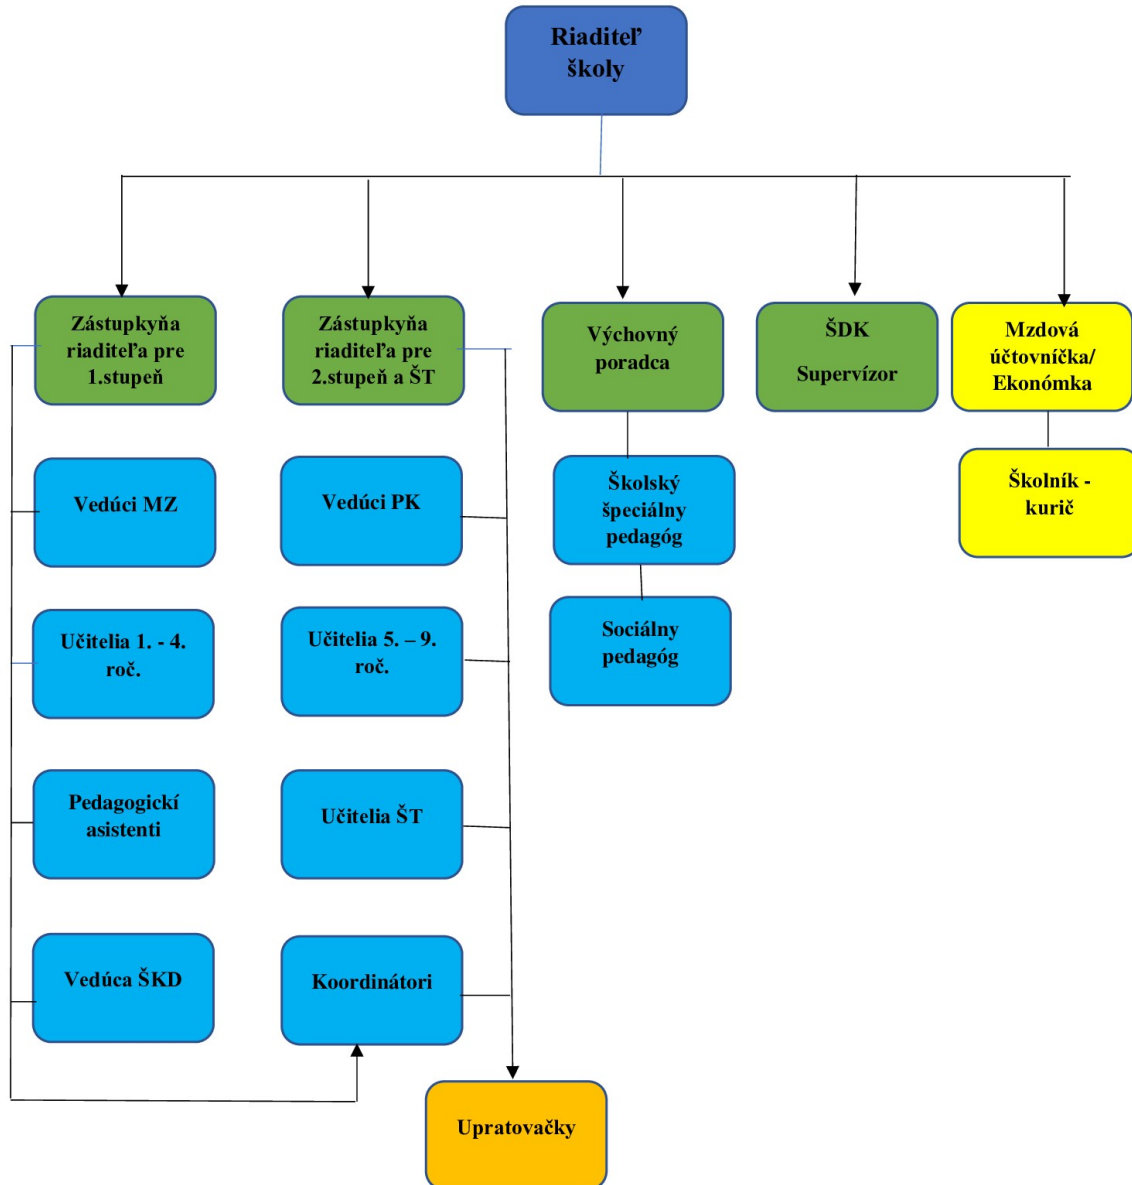 Riaditeľ
školy
Zástupkyňa
riaditeľa pre
1.stupeň
Zástupkyňa
riaditeľa pre
2.stupeň a ŠT
Výchovný
poradca
ŠDK
Supervízor
Mzdová
účtovníčka/
Ekonómka
Vedúci MZ
Vedúci PK
Školský
špeciálny
pedagóg
Školník -
kurič
Učitelia 1. - 4.
roč.
Učitelia 5. – 9.
roč.
Sociálny
pedagóg
Pedagogickí
asistenti
Učitelia ŠT
Vedúca ŠKD
Koordinátori
Upratovačky